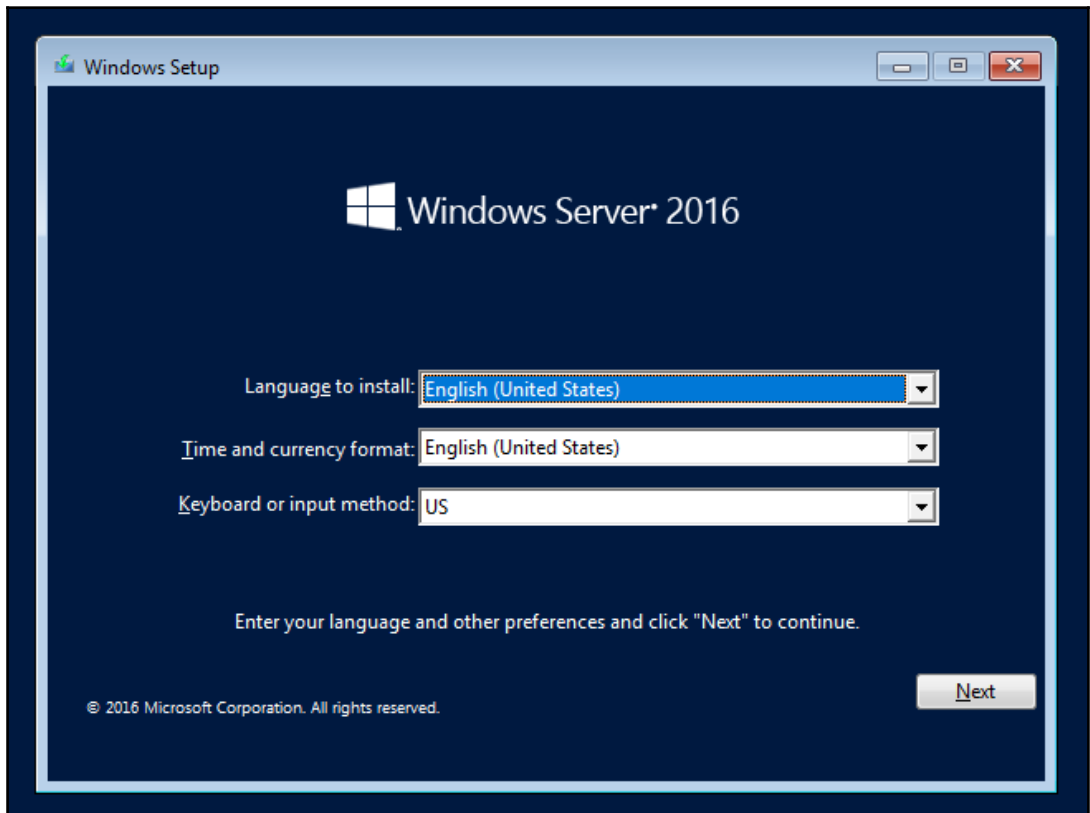 Windows Setup
Windows Server® 2016
Language to install: English (United States)
Time and currency format: English (United States)
Keyboard or input method: US
Enter your language and other preferences and click "Next" to continue.
Next
© 2016 Microsoft Corporation. All rights reserved.